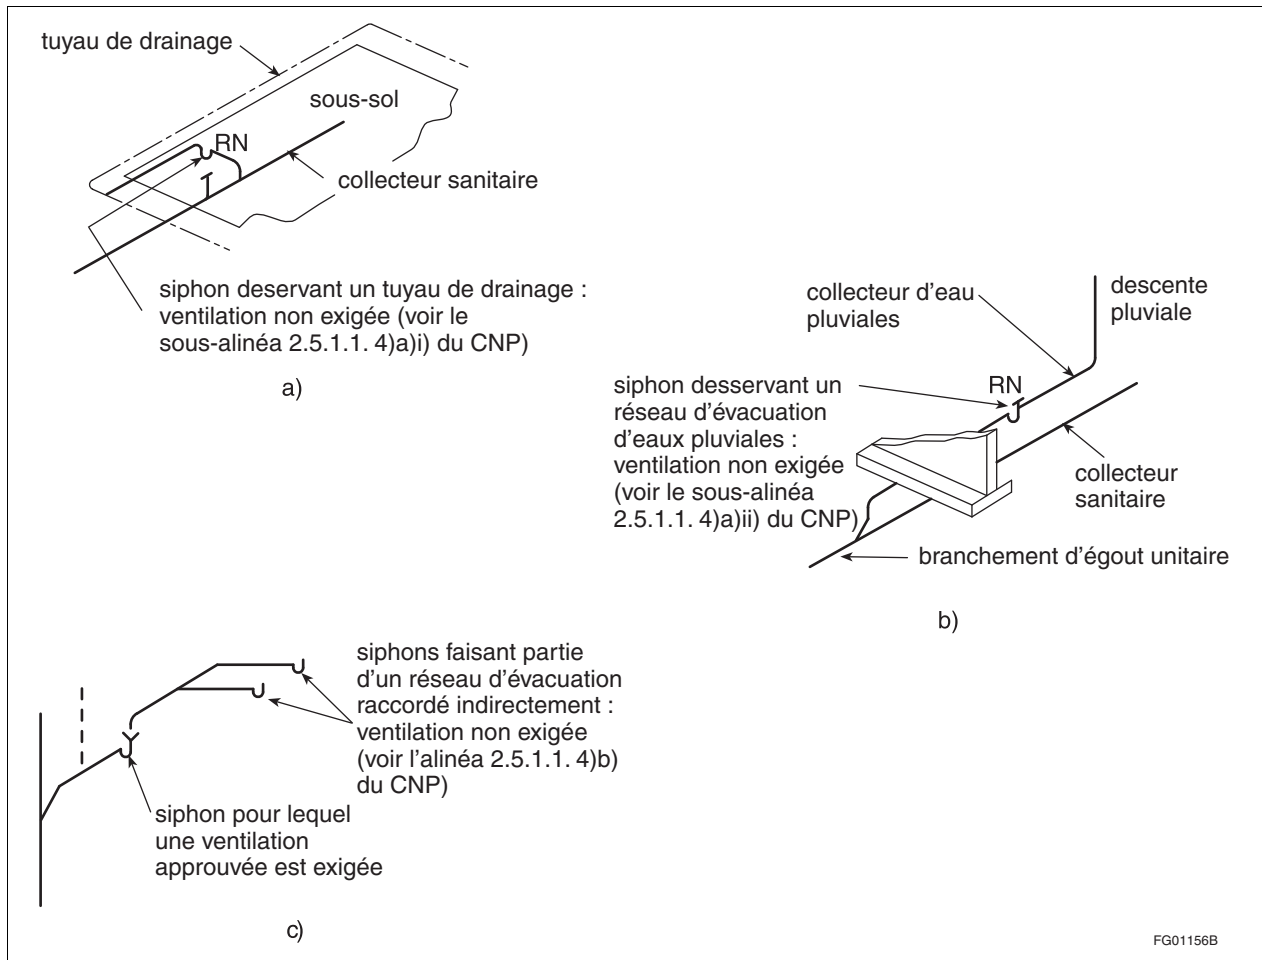 tuyau de drainage
sous-sol
RN
collecteur sanitaire
siphon deservant un tuyau de drainage :
ventilation non exigée (voir le
sous-alinéa 2.5.1.1. 4)a)i) du CNP)
a)
collecteur d'eau
pluviales
descente
pluviale
siphon desservant un
réseau d'évacuation
d'eaux pluviales :
ventilation non exigée
(voir le sous-alinéa
2.5.1.1. 4)a)ii) du CNP)
RN
collecteur
sanitaire
branchement d'égout unitaire
b)
siphons faisant partie
d'un réseau d'évacuation
raccordé indirectement :
ventilation non exigée
(voir l'alinéa 2.5.1.1. 4)b)
du CNP)
siphon pour lequel
une ventilation
approuvée est exigée
c)
FG01156B